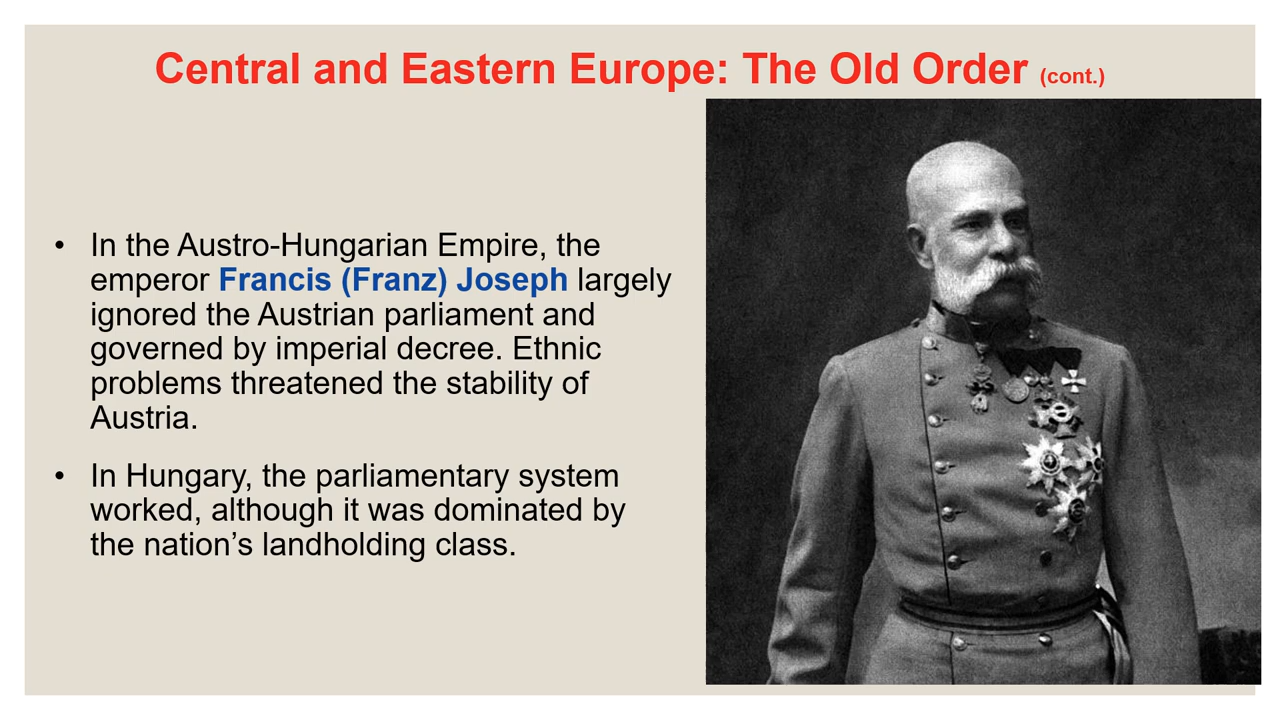 Central and Eastern Europe: The Old Order (cont.)
• In the Austro-Hungarian Empire, the
emperor Francis (Franz) Joseph largely
ignored the Austrian parliament and
governed by imperial decree. Ethnic
problems threatened the stability of
Austria.
• In Hungary, the parliamentary system
worked, although it was dominated by
the nation’s landholding class.